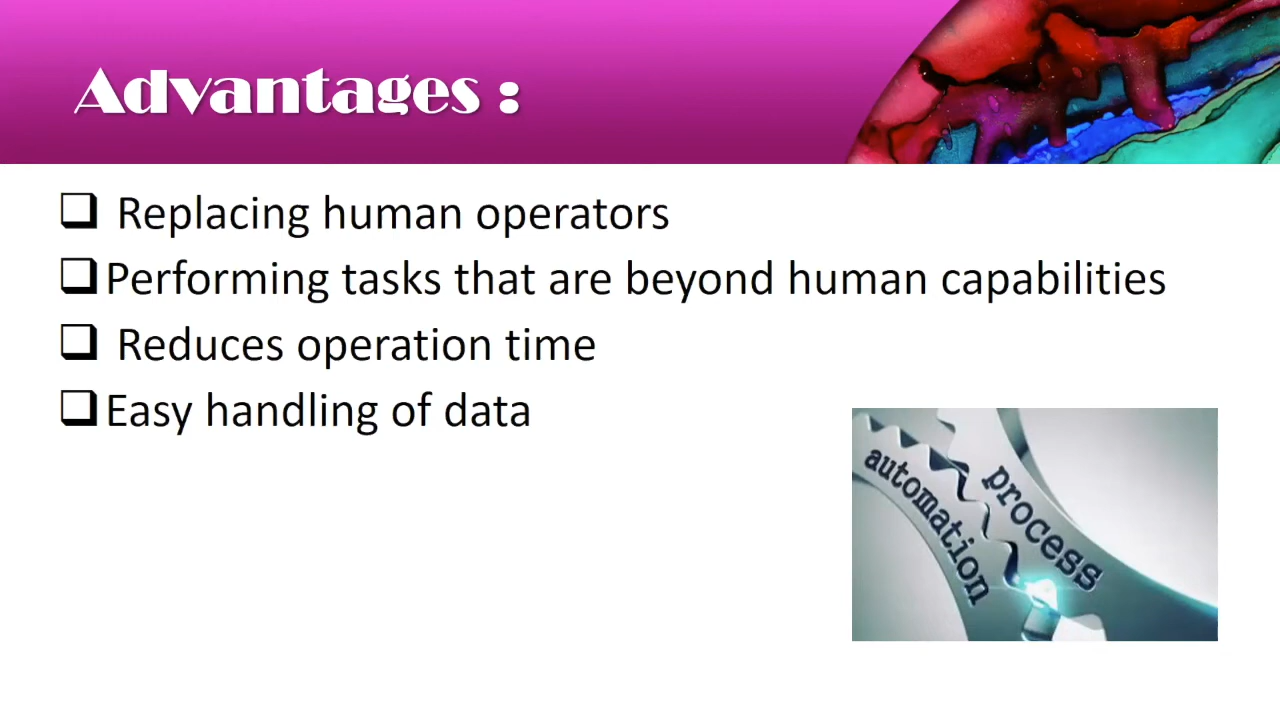 Advantages :
Replacing human operators
Performing tasks that are beyond human capabilities
Reduces operation time
Easy handling of data
process
automation